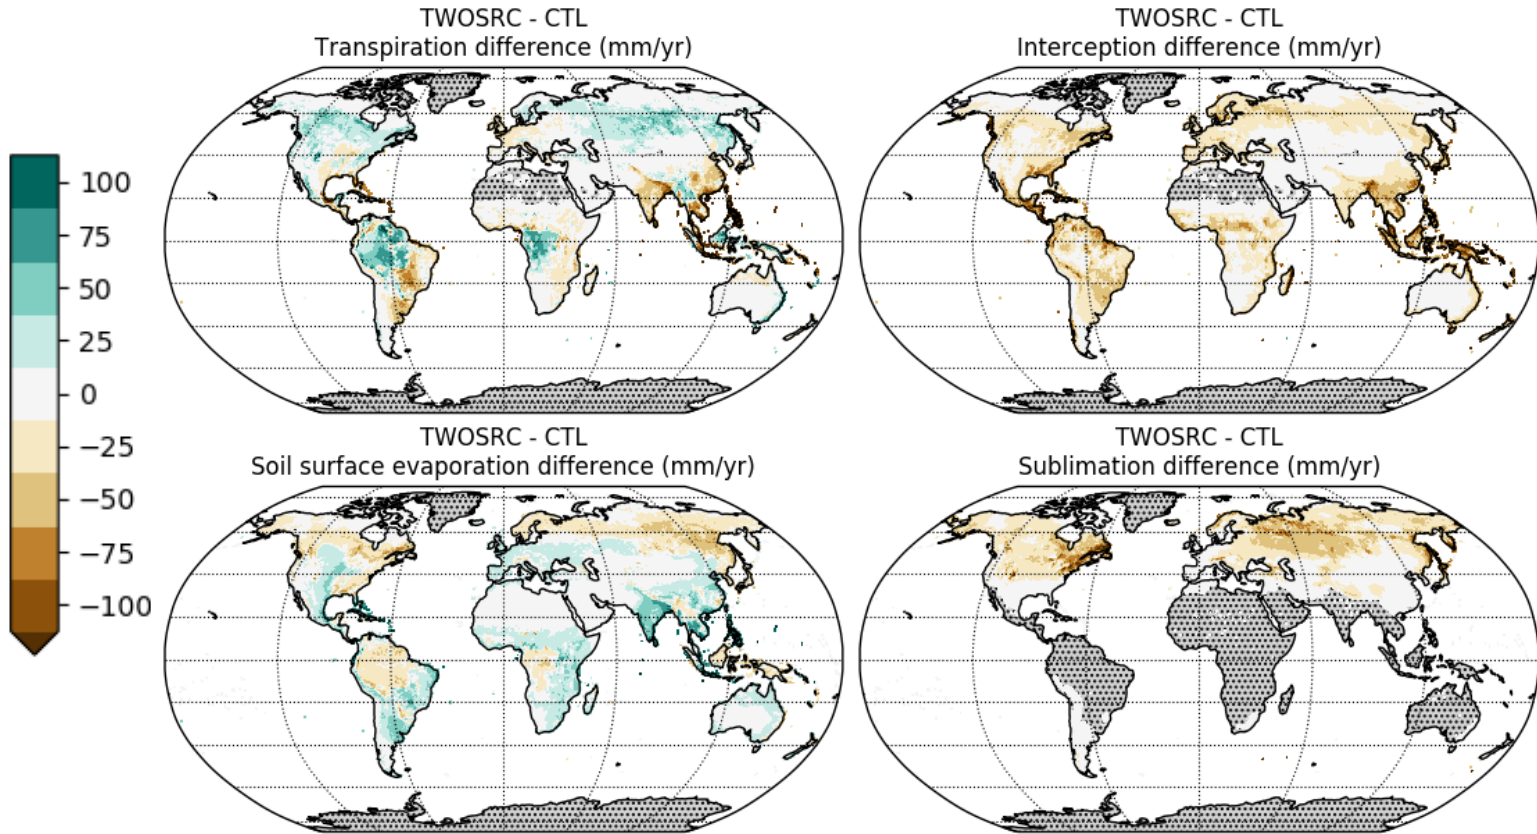 TWOSRC - CTL
Transpiration difference (mm/yr)
TWOSRC - CTL
Interception difference (mm/yr)
100
75
50
25
0
−25
−50
−75
−100
TWOSRC - CTL
Soil surface evaporation difference (mm/yr)
TWOSRC - CTL
Sublimation difference (mm/yr)